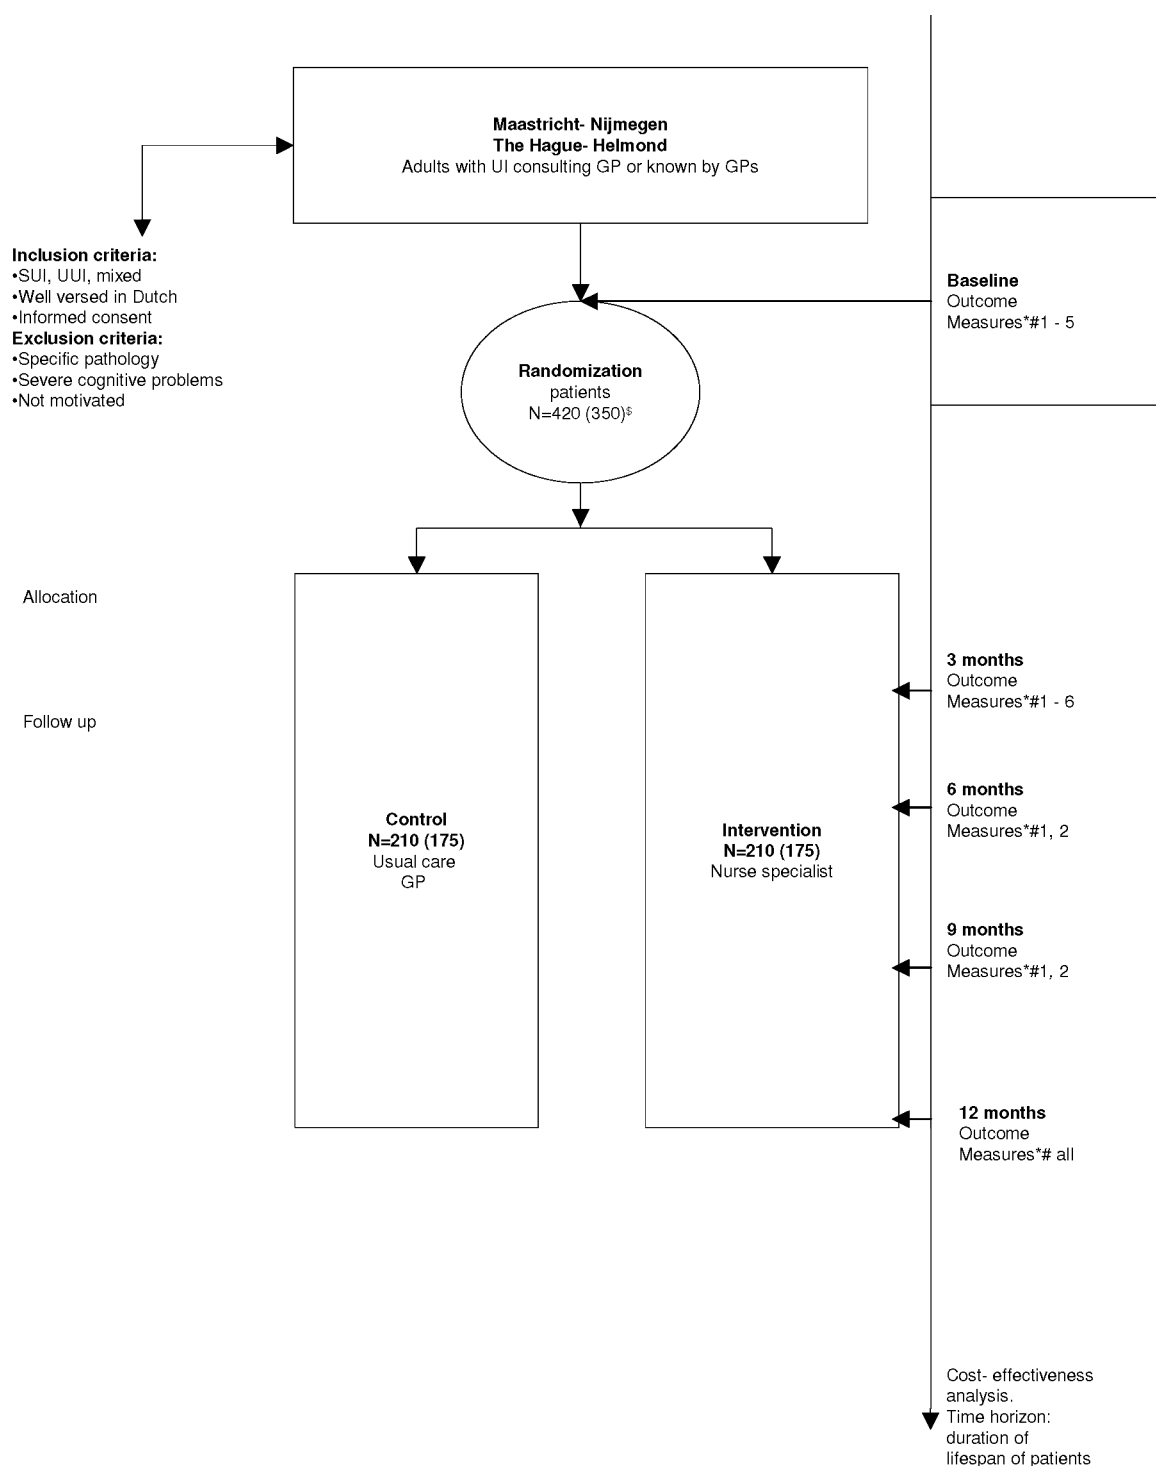 Maastricht- Nijmegen
The Hague- Helmond
Adults with UI consulting GP or known by GPs
Inclusion criteria:
•SUI, UUI, mixed
•Well versed in Dutch
•Informed consent
Exclusion criteria:
•Specific pathology
•Severe cognitive problems
•Not motivated
Baseline
Outcome
Measures*#1 - 5
Randomization
patients
N=420 (350)$
Allocation
Follow up
Control
N=210 (175)
Usual care
GP
Intervention
N=210 (175)
Nurse specialist
3 months
Outcome
Measures*#1 - 6
6 months
Outcome
Measures*#1, 2
9 months
Outcome
Measures*#1, 2
12 months
Outcome
Measures*# all
Cost- effectiveness
analysis.
Time horizon:
duration of
lifespan of patients